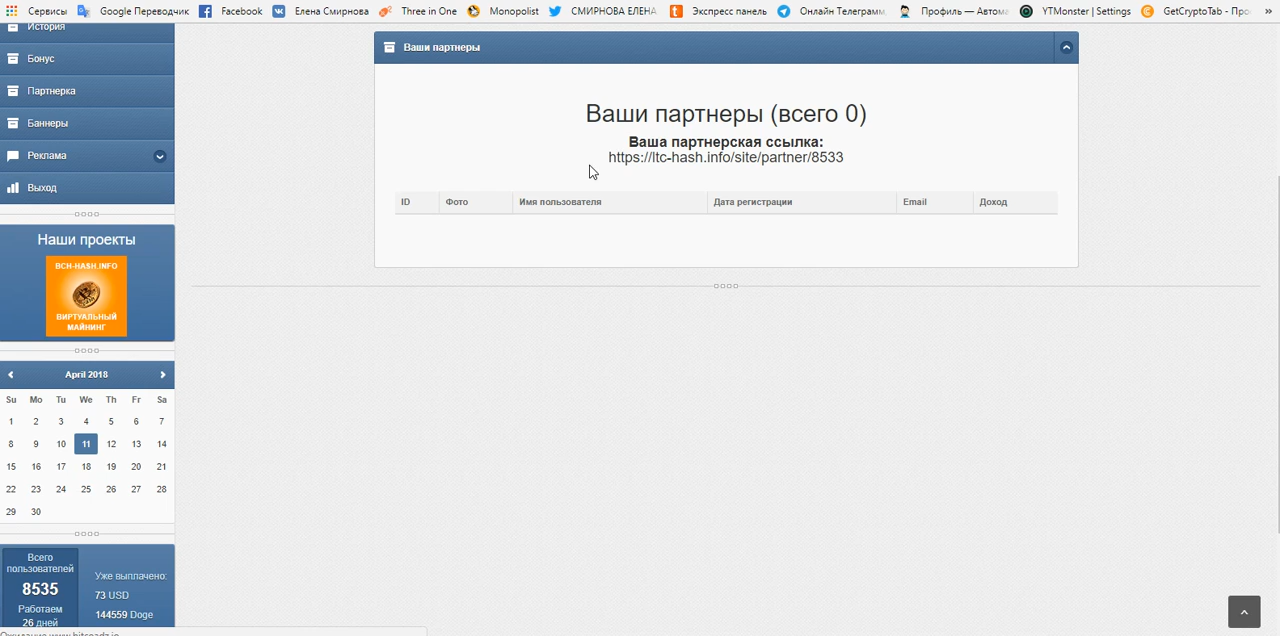 Сервисы Google Переводчик Facebook Елена Смирнова Three in One Monopolist СМИРНОВА ЕЛЕНА Экспресс панель Онлайн Телеграмм Профиль — Автома YTMonster | Settings GetCryptoTab - Про »
История
Бонус
Партнерка
Баннеры
Реклама
Выход
Наши проекты
BCH-HASH.INFO
ВИРТУАЛЬНЫЙ
МАЙНИНГ
April 2018
Su Mo Tu We Th Fr Sa
1 2 3 4 5 6 7
8 9 10 11 12 13 14
15 16 17 18 19 20 21
22 23 24 25 26 27 28
29 30
Всего
пользователей
8535
Работаем
26 дней
Уже выплачено:
73 USD
144559 Doge
Ваши партнеры
Ваши партнеры (всего 0)
Ваша партнерская ссылка:
https://ltc-hash.info/site/partner/8533
ID Фото Имя пользователя Дата регистрации Email Доход